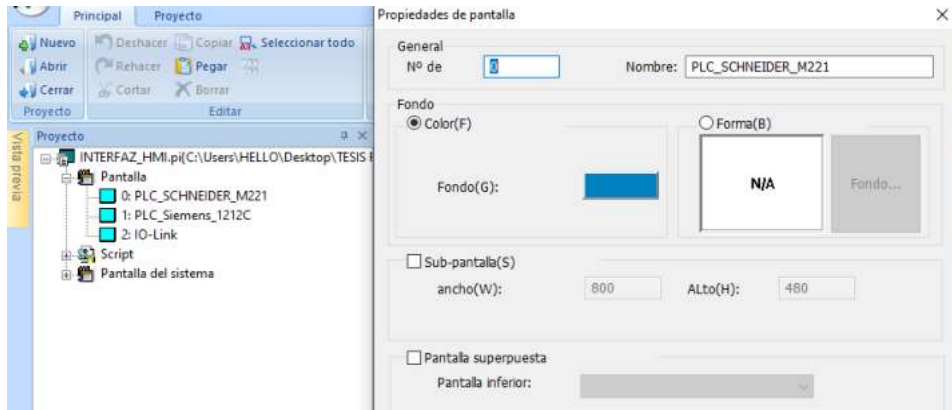 Principal Proyecto
Nuevo Deshacer Copiar Seleccionar todo
Abrir Rehacer Pegar
Cerrar Cortar Borrar
Proyecto Editar
Vista previa
Proyecto
INTERFAZ_HMI.pi(C:\Users\HELLO\Desktop\TESIS
Pantalla
0: PLC_SCHNEIDER_M221
1: PLC_Siemens_1212C
2: IO-Link
Script
Pantalla del sistema
Propiedades de pantalla
General
Nº de 0 Nombre: PLC_SCHNEIDER_M221
Fondo
Color(F) Forma(B)
Fondo(G): N/A Fondo...
Sub-pantalla(S)
ancho(W): 800 ALto(H): 480
Pantalla superpuesta
Pantalla inferior: